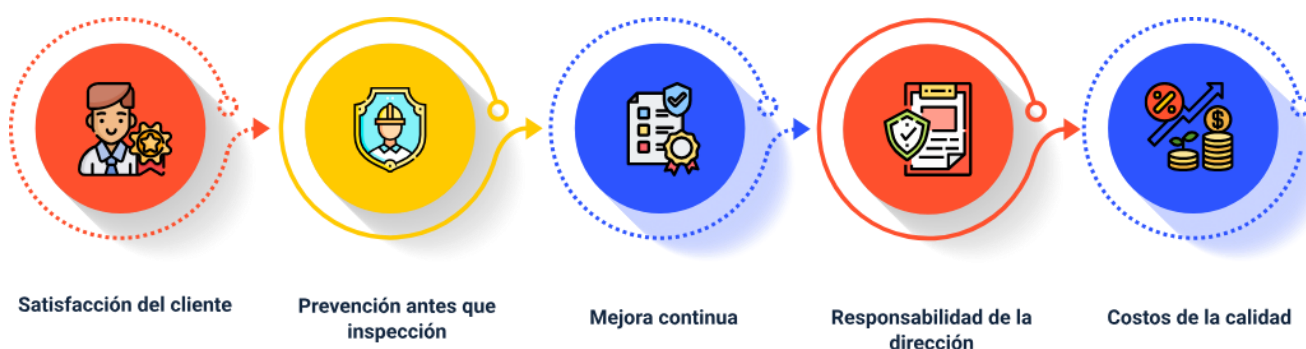 Satisfacción del cliente
Prevención antes que
inspección
Mejora continua
Responsabilidad de la
dirección
Costos de la calidad
%
$